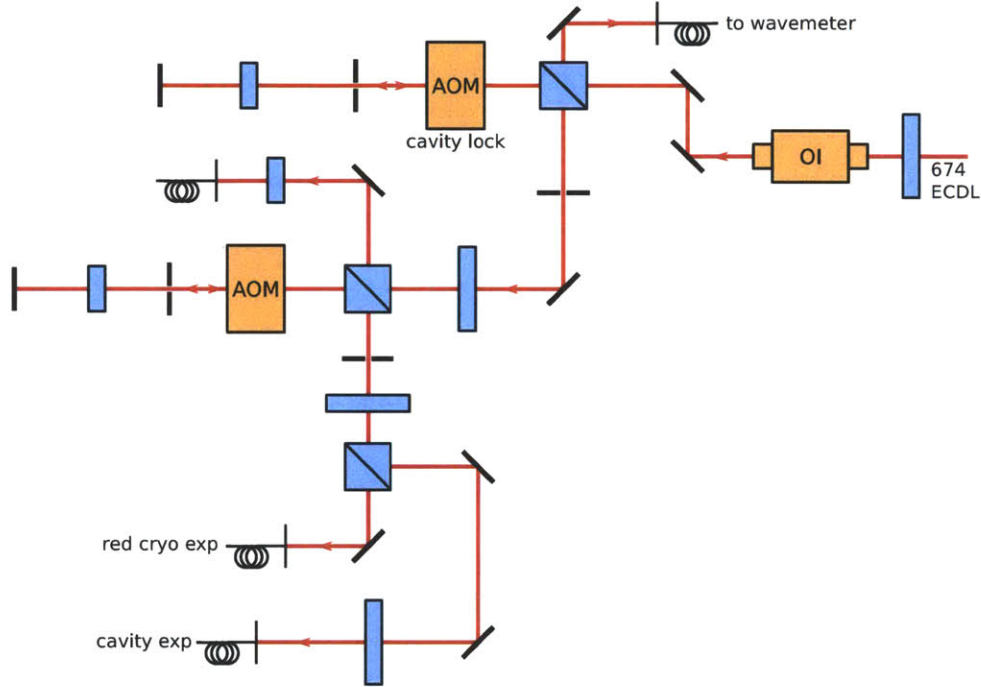 to wavemeter
AOM
cavity lock
OI
674
ECDL
AOM
red cryo exp
cavity exp